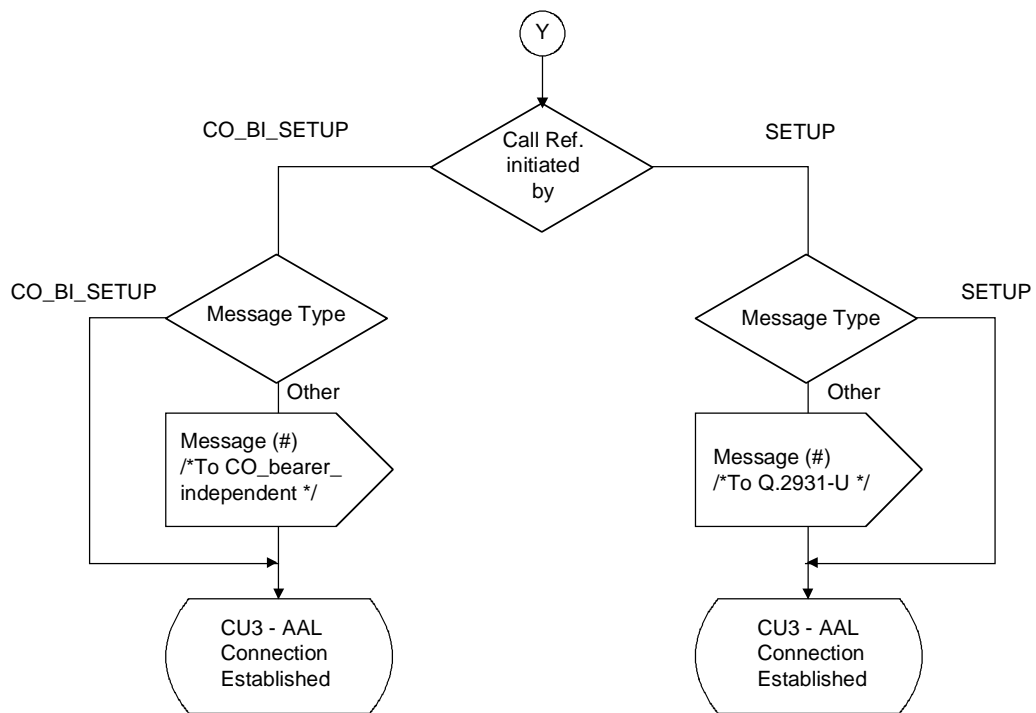 Y
CO_BI_SETUP
SETUP
Call Ref.
initiated
by
CO_BI_SETUP
SETUP
Message Type
Message Type
Other
Other
Message (#)
/*To CO_bearer_
independent */
Message (#)
/*To Q.2931-U */
CU3 - AAL
Connection
Established
CU3 - AAL
Connection
Established